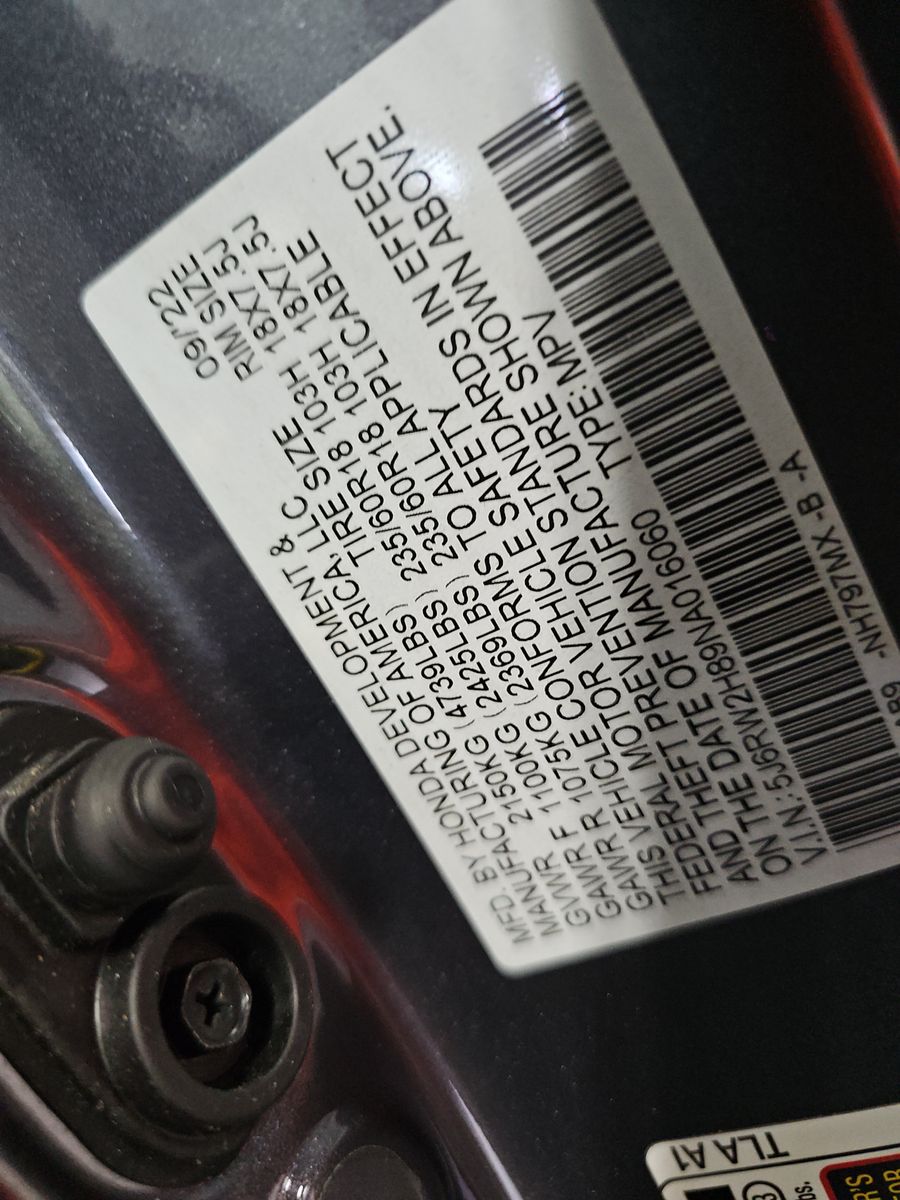 MFD. BY HONDA DEVELOPMENT & 09/'22
MANUFACTURING OF AMERICA, LLC
TIRE SIZE RIM SIZE
GVWR 2150KG ( 4739LBS) 235/60R18 103H 18X7.5J
GAWR F 1100KG ( 2425LBS) 235/60R18 103H 18X7.5J
GAWR R 1075KG ( 2369LBS)
THIS VEHICLE CONFORMS TO ALL APPLICABLE
FEDERAL MOTOR VEHICLE SAFETY
AND THEFT PREVENTION STANDARDS IN EFFECT
ON THE DATE OF MANUFACTURE SHOWN ABOVE.
V.I.N.:5J6RW2H89NA016060 TYPE:MPV
-NH797MX -B -A
TLA A1